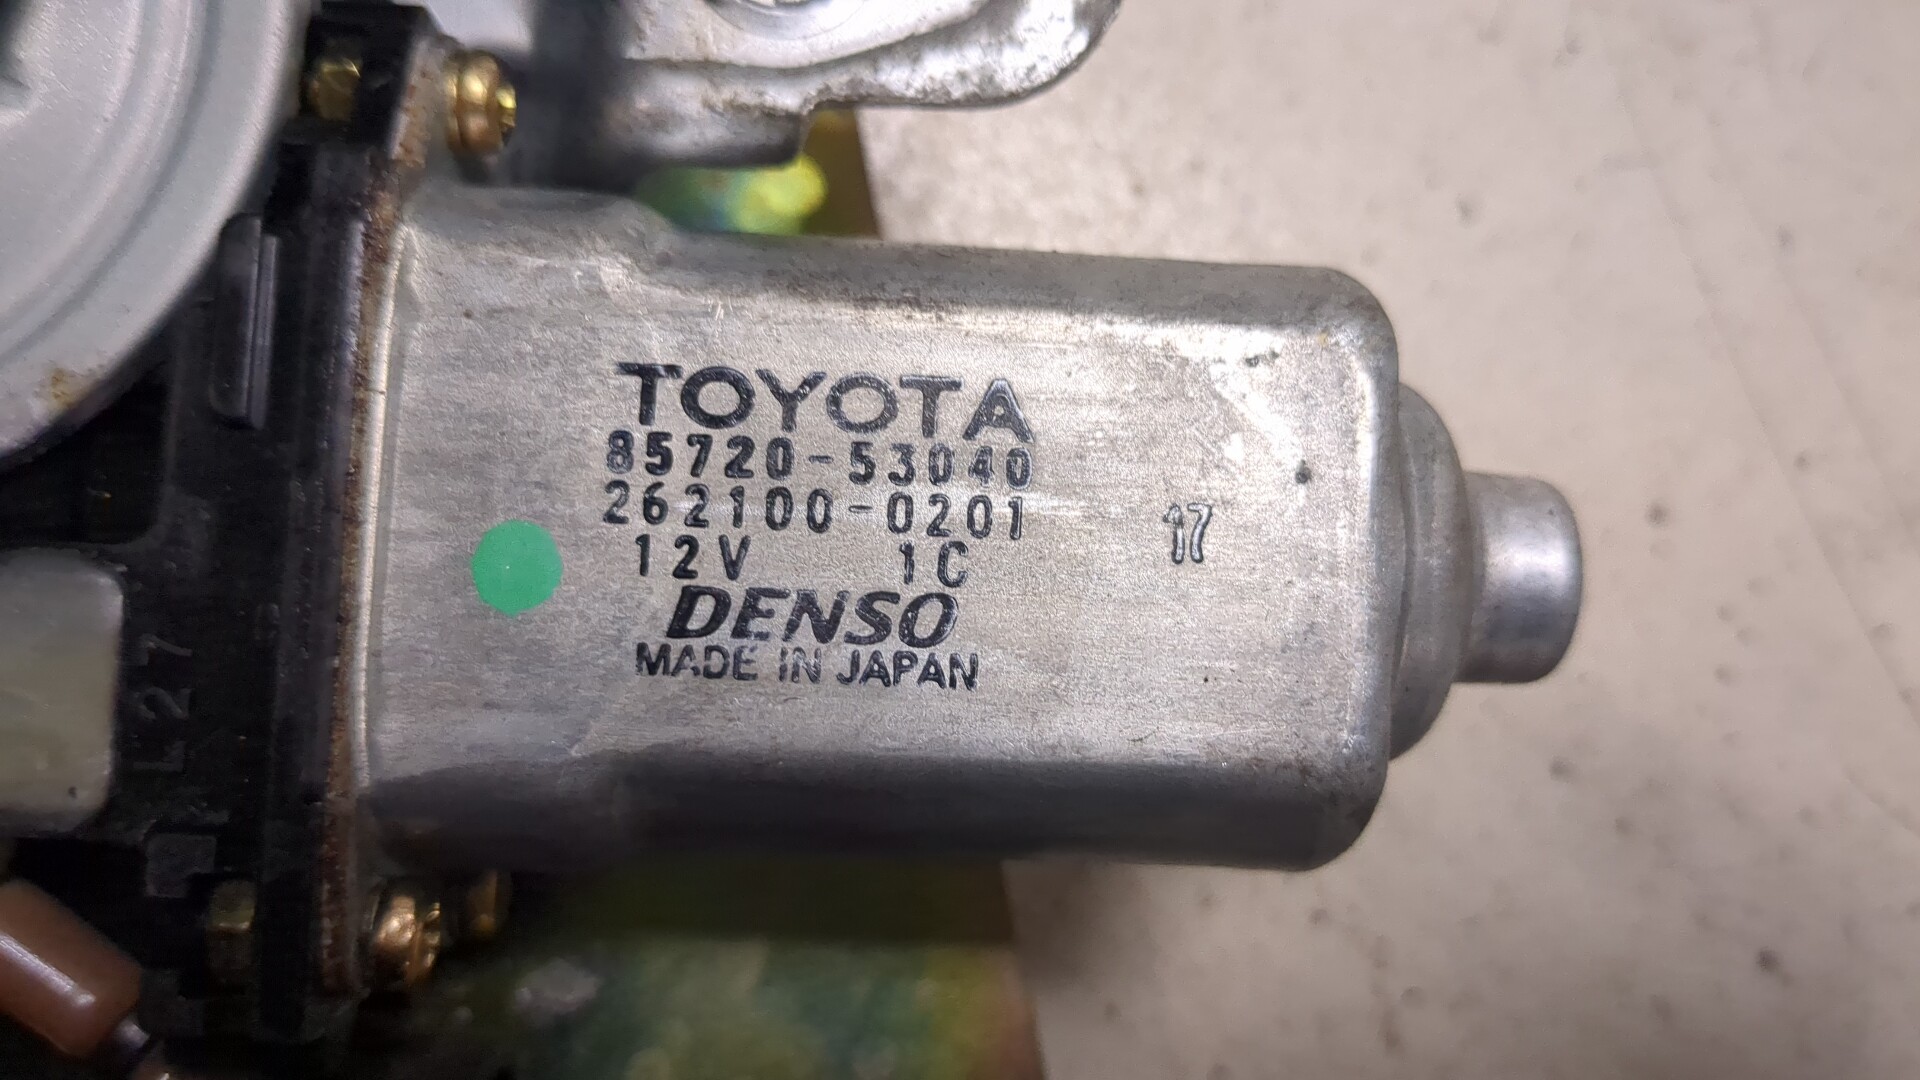 TOYOTA
85720-53040
262100-0201
17
12V 1C
DENSO
MADE IN JAPAN
L27